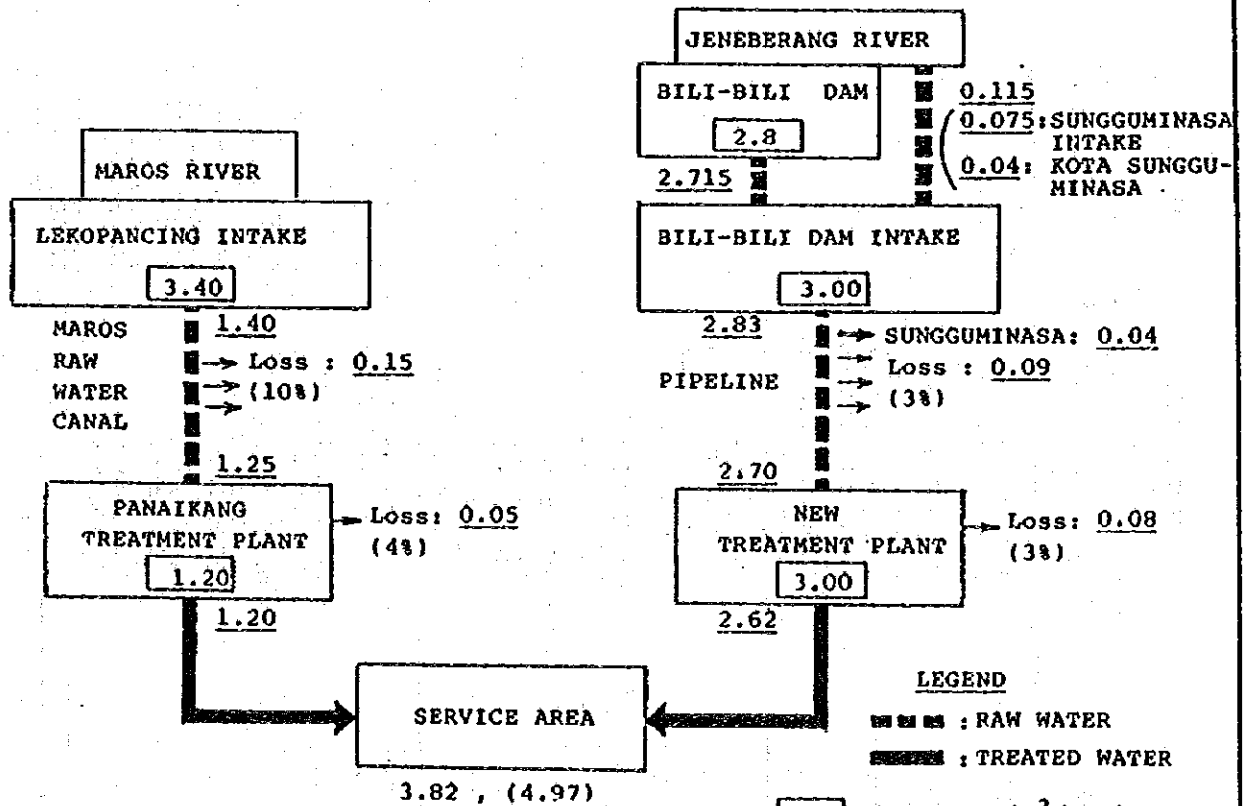 JENEBERANG RIVER
BILI-BILI DAM
2.8
0.115
0.075: SUNGGUMINASA
INTAKE
0.04: KOTA SUNGGU-
MINASA
2.715
BILI-BILI DAM INTAKE
3.00
2.83
SUNGGUMINASA: 0.04
Loss : 0.09
(3%)
PIPELINE
2.70
NEW
TREATMENT PLANT
3.00
Loss: 0.08
(3%)
2.62
MAROS RIVER
LEKOPANCING INTAKE
3.40
1.40
MAROS
RAW
WATER
CANAL
Loss : 0.15
(10%)
1.25
PANAIKANG
TREATMENT PLANT
1.20
Loss: 0.05
(4%)
1.20
SERVICE AREA
3.82 , (4.97)
LEGEND
: RAW WATER
: TREATED WATER